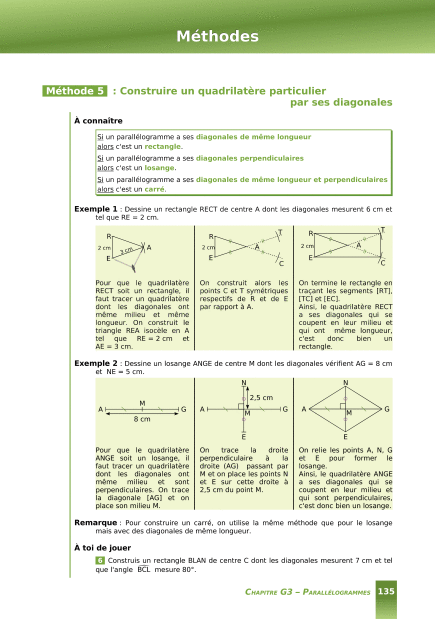 Méthodes
Méthode 5 : Construire un quadrilatère particulier
par ses diagonales
À connaître
Si un parallélogramme a ses diagonales de même longueur
alors c'est un rectangle.
Si un parallélogramme a ses diagonales perpendiculaires
alors c'est un losange.
Si un parallélogramme a ses diagonales de même longueur et perpendiculaires
alors c'est un carré.
Exemple 1 : Dessine un rectangle RECT de centre A dont les diagonales mesurent 6 cm et
tel que RE = 2 cm.
R
2 cm
3 cm
A
E
R
T
2 cm
A
E
C
R
T
2 cm
A
E
C
Pour que le quadrilatère
RECT soit un rectangle, il
faut tracer un quadrilatère
dont les diagonales ont
même milieu et même
longueur. On construit le
triangle REA isocèle en A
tel que RE = 2 cm et
AE = 3 cm.
On construit alors les
points C et T symétriques
respectifs de R et de E
par rapport à A.
On termine le rectangle en
traçant les segments [RT],
[TC] et [EC].
Ainsi, le quadrilatère RECT
a ses diagonales qui se
coupent en leur milieu et
qui ont même longueur,
c'est donc bien un
rectangle.
Exemple 2 : Dessine un losange ANGE de centre M dont les diagonales vérifient AG = 8 cm
et NE = 5 cm.
M
A
G
8 cm
N
2,5 cm
A
G
M
E
N
A
G
M
E
Pour que le quadrilatère
ANGE soit un losange, il
faut tracer un quadrilatère
dont les diagonales ont
même milieu et sont
perpendiculaires. On trace
la diagonale [AG] et on
place son milieu M.
On trace la droite
perpendiculaire à la
droite (AG) passant par
M et on place les points N
et E sur cette droite à
2,5 cm du point M.
On relie les points A, N, G
et E pour former le
losange.
Ainsi, le quadrilatère ANGE
a ses diagonales qui se
coupent en leur milieu et
qui sont perpendiculaires,
c'est donc bien un losange.
Remarque : Pour construire un carré, on utilise la même méthode que pour le losange
mais avec des diagonales de même longueur.
À toi de jouer
6 Construis un rectangle BLAN de centre C dont les diagonales mesurent 7 cm et tel
que l'angle BCL mesure 80°.
CHAPITRE G3 – PARALLÉLOGRAMMES 135